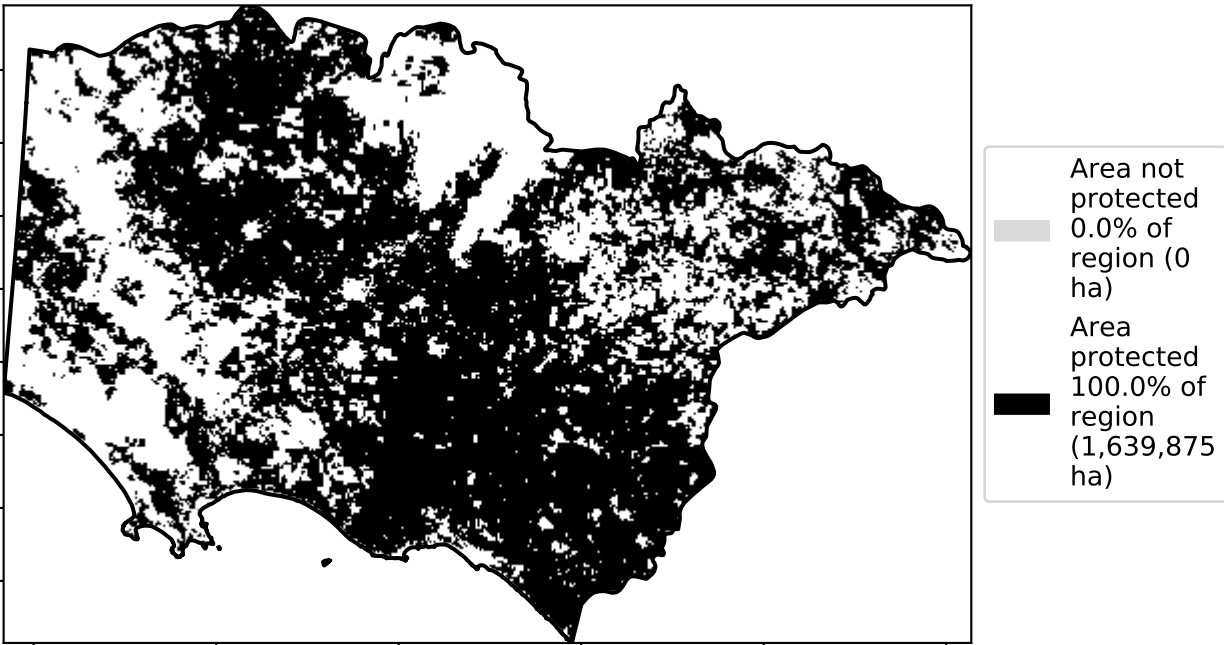 Area not
protected
0.0% of
region (0
ha)
Area
protected
100.0% of
region
(1,639,875
ha)